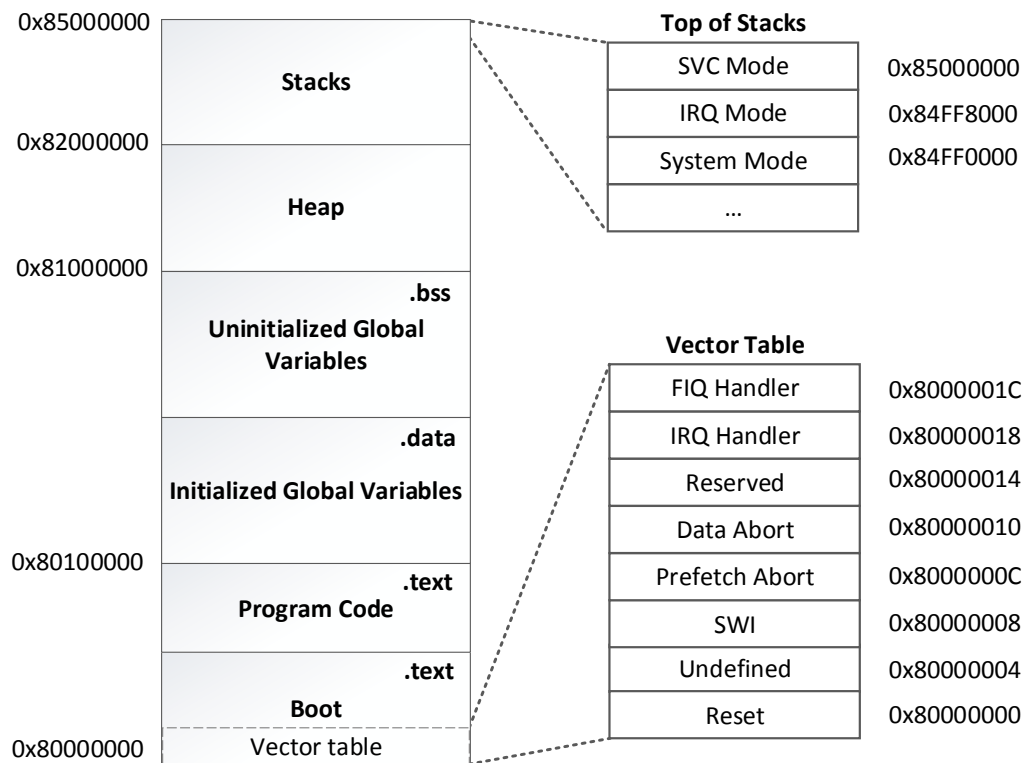 0x85000000
Stacks
0x82000000
Heap
0x81000000
.bss
Uninitialized Global
Variables
.data
Initialized Global Variables
0x80100000
.text
Program Code
.text
Boot
Vector table
0x80000000
Top of Stacks
SVC Mode 0x85000000
IRQ Mode 0x84FF8000
System Mode 0x84FF0000
...
Vector Table
FIQ Handler 0x8000001C
IRQ Handler 0x80000018
Reserved 0x80000014
Data Abort 0x80000010
Prefetch Abort 0x8000000C
SWI 0x80000008
Undefined 0x80000004
Reset 0x80000000